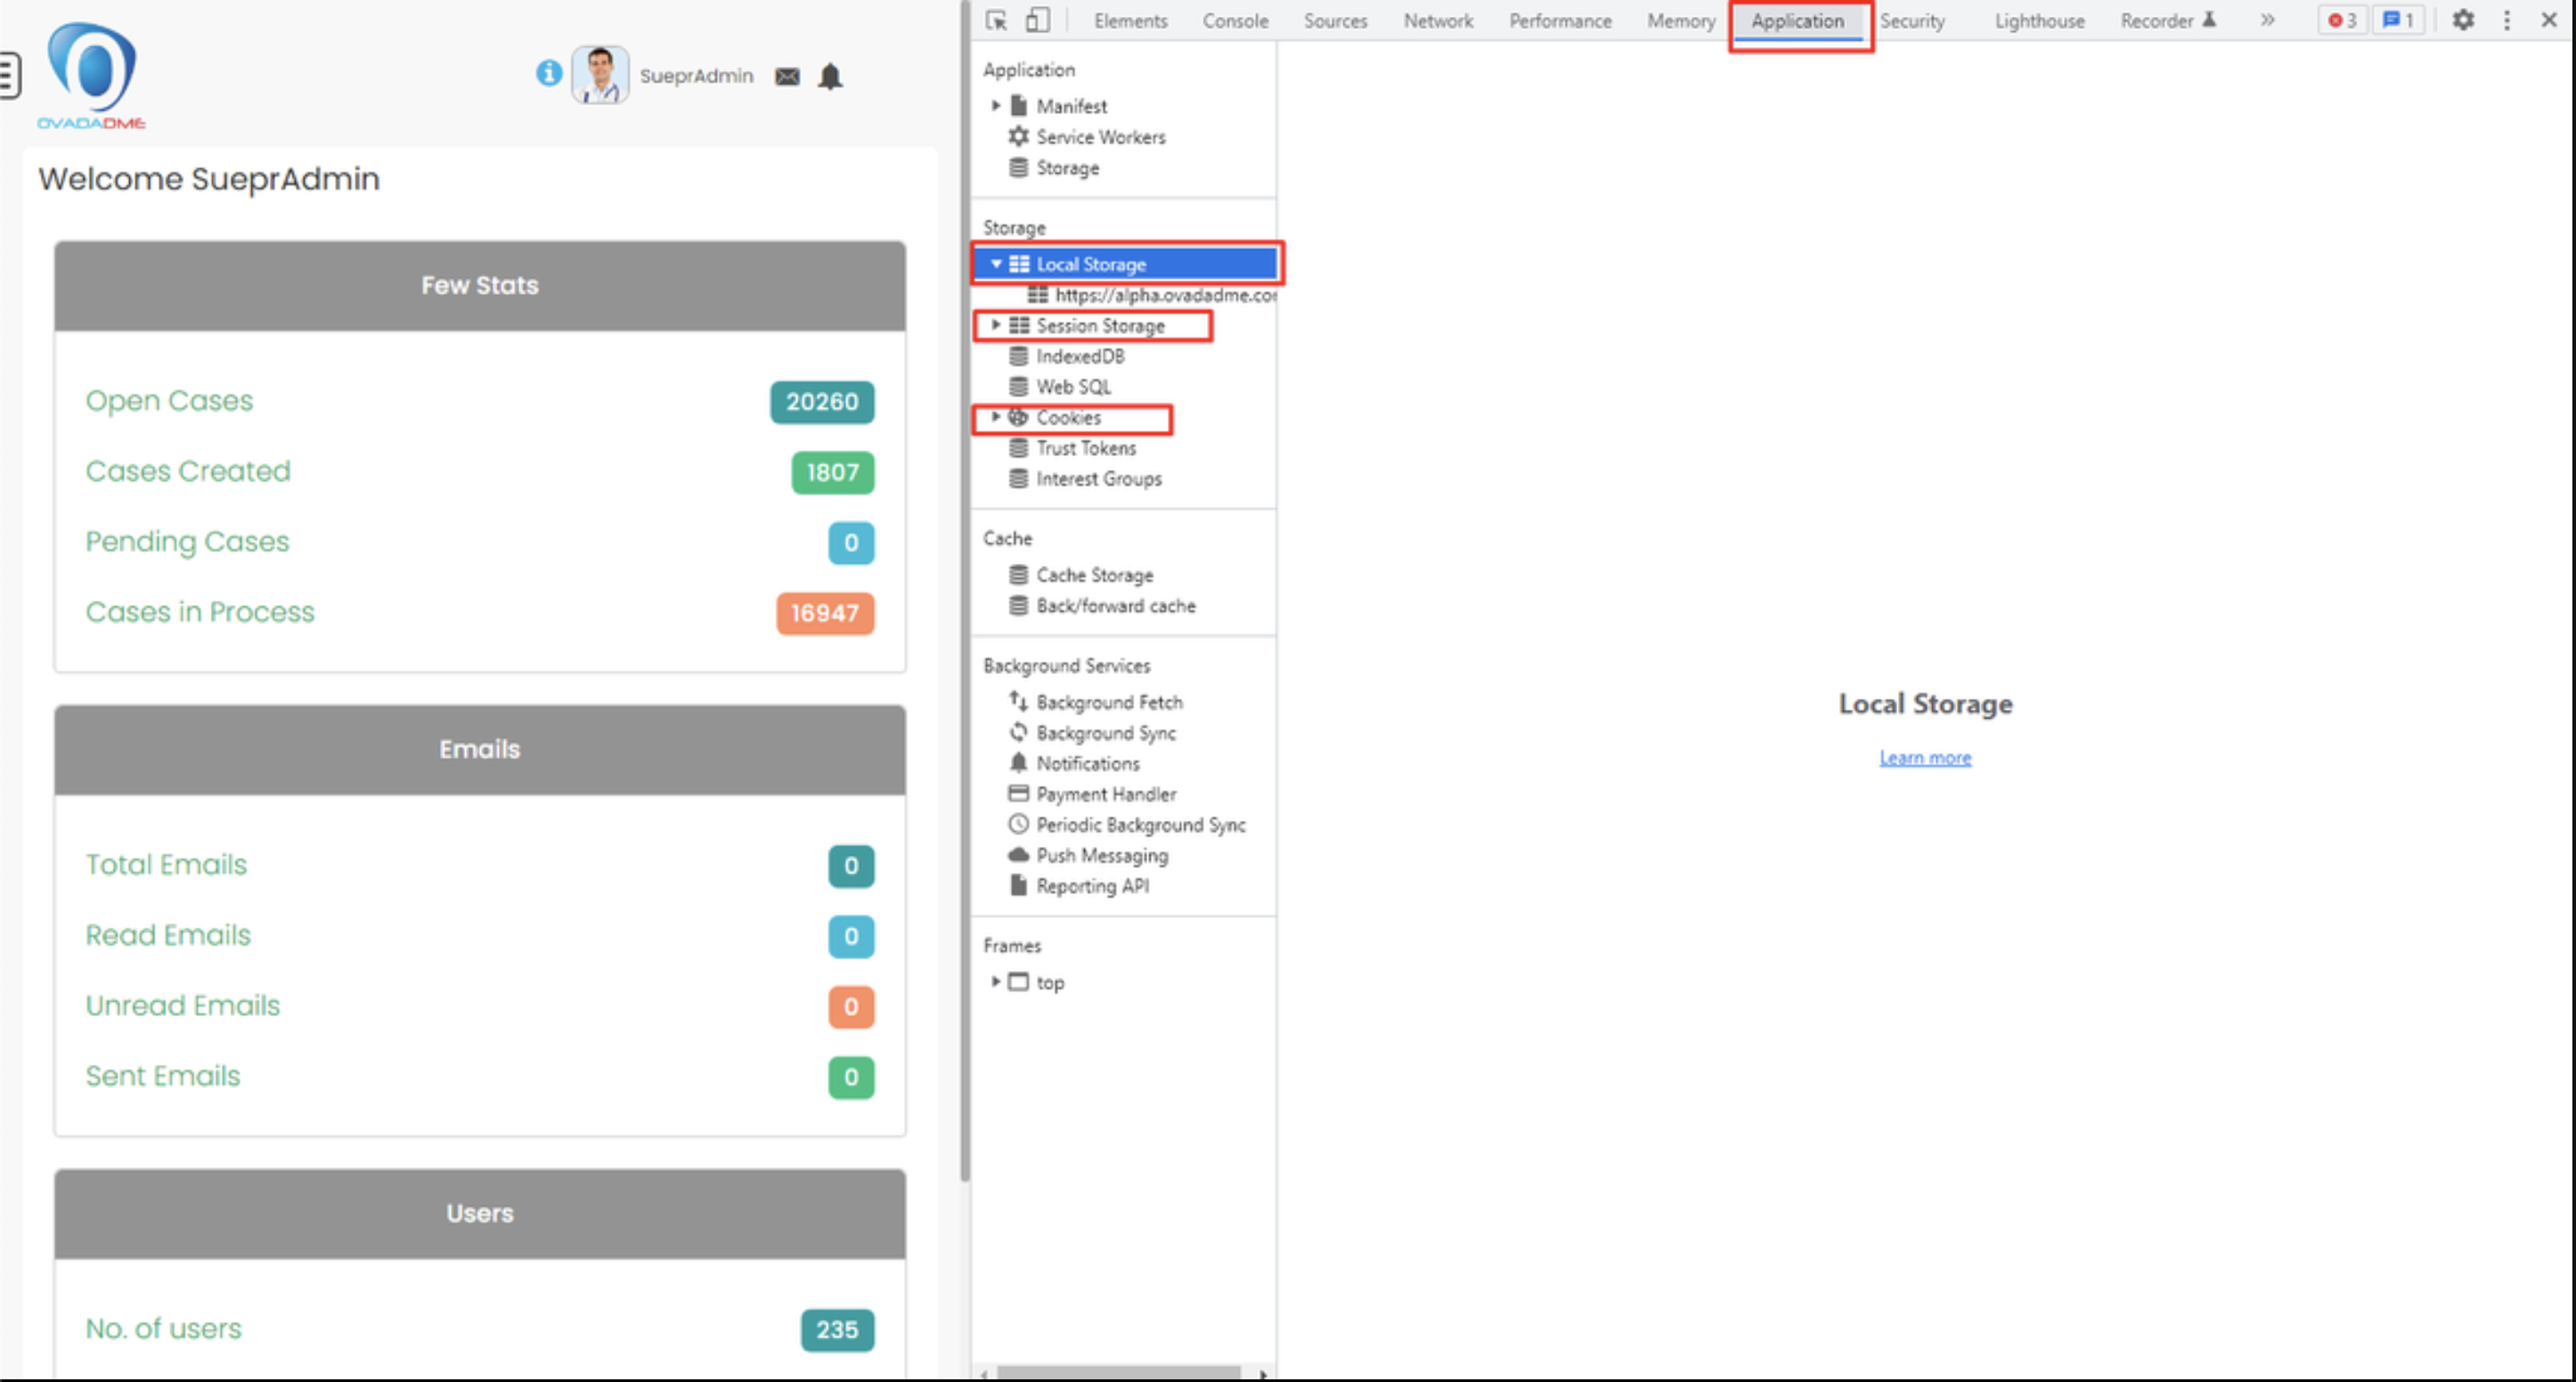 OVADADME
SueprAdmin
Welcome SueprAdmin
Few Stats
Open Cases 20260
Cases Created 1807
Pending Cases 0
Cases in Process 16947
Emails
Total Emails 0
Read Emails 0
Unread Emails 0
Sent Emails 0
Users
No. of users 235
Elements Console Sources Network Performance Memory Application Security Lighthouse Recorder 3 1
Application
Manifest
Service Workers
Storage
Storage
Local Storage
https://alpha.ovadadme.co
Session Storage
IndexedDB
Web SQL
Cookies
Trust Tokens
Interest Groups
Cache
Cache Storage
Back/forward cache
Background Services
Background Fetch
Background Sync
Notifications
Payment Handler
Periodic Background Sync
Push Messaging
Reporting API
Frames
top
Local Storage
Learn more